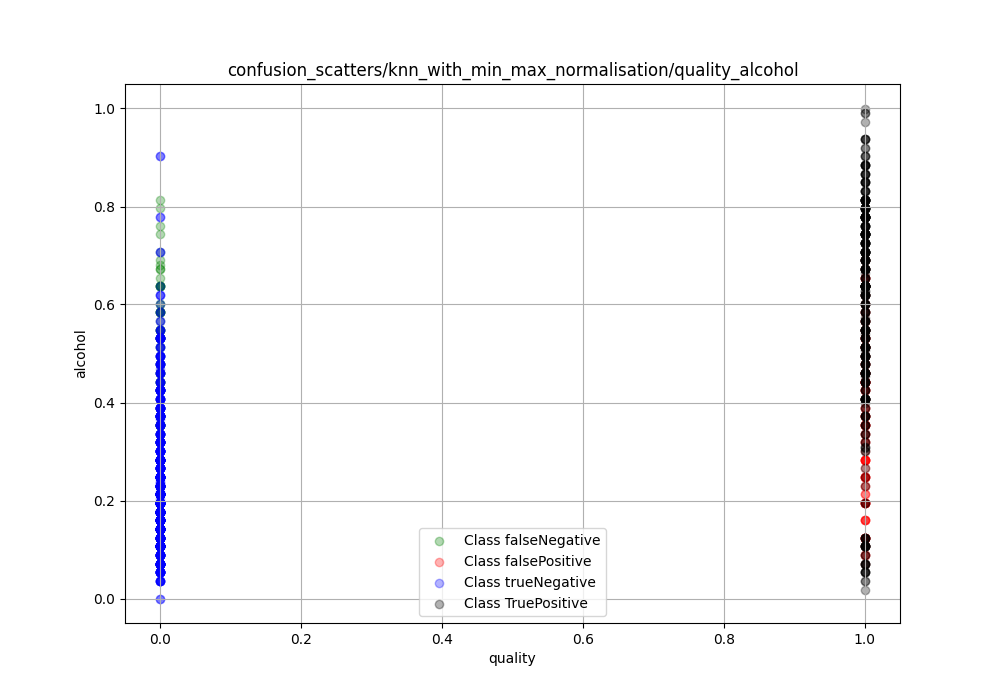 confusion_scatters/knn_with_min_max_normalisation/quality_alcohol
1.0
0.8
0.6
0.4
0.2
0.0
alcohol
Class falseNegative
Class falsePositive
Class trueNegative
Class TruePositive
0.0 0.2 0.4 0.6 0.8 1.0
quality